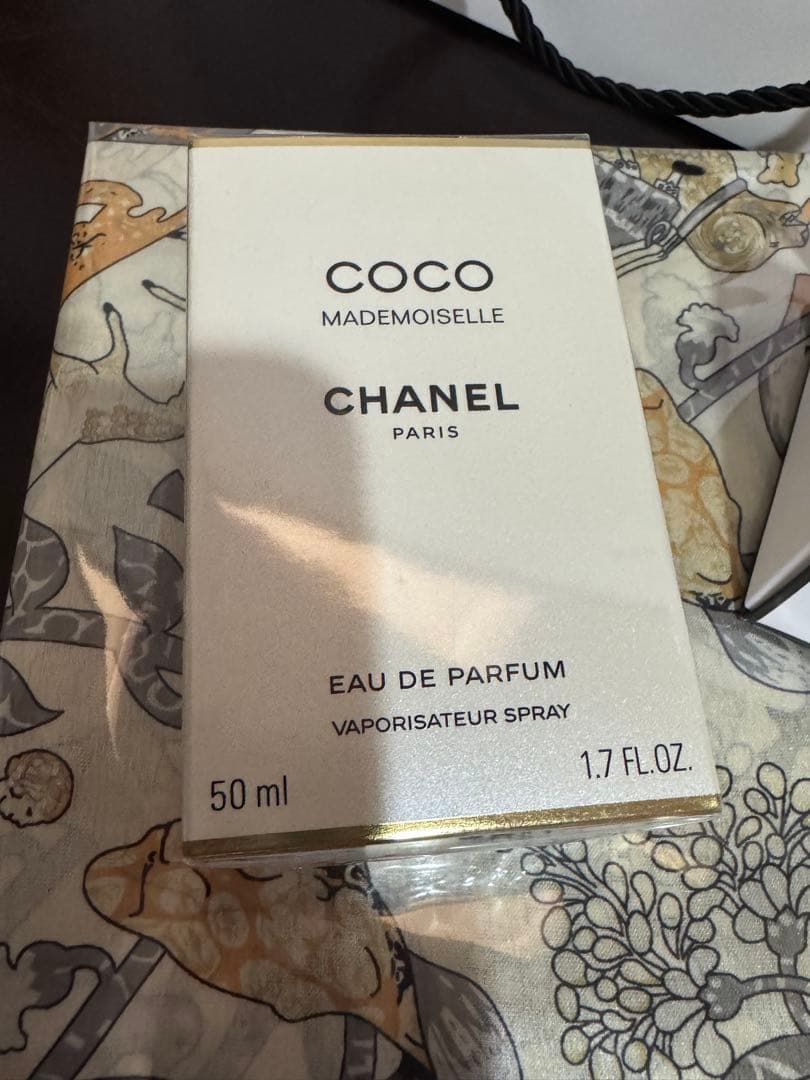 COCO
MADEMOISELLE
CHANEL
PARIS
EAU DE PARFUM
VAPORISATEUR SPRAY
50 ml
1.7 FL.OZ.